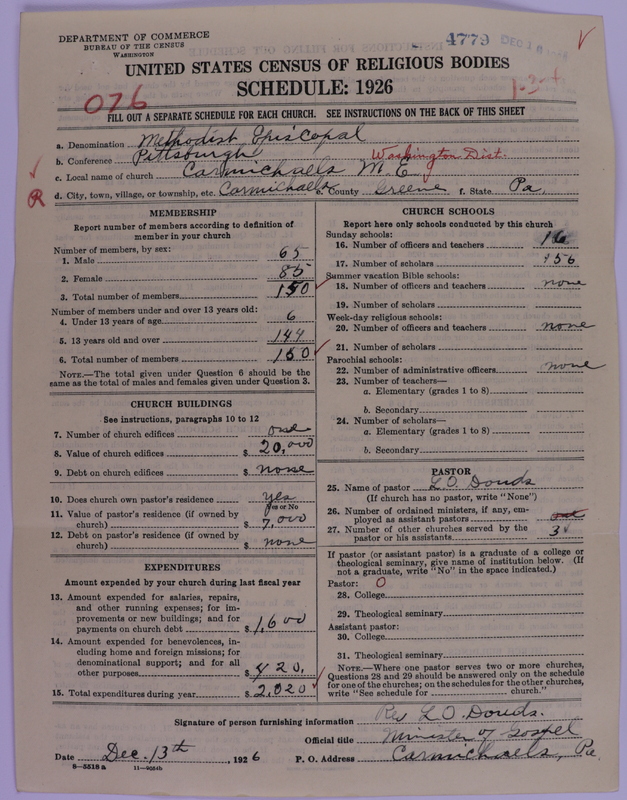 DEPARTMENT OF COMMERCE
BUREAU OF THE CENSUS
WASHINGTON
4779
UNITED STATES CENSUS OF RELIGIOUS BODIES
SCHEDULE: 1926
076
FILL OUT A SEPARATE SCHEDULE FOR EACH CHURCH. SEE INSTRUCTIONS ON THE BACK OF THIS SHEET
a. Denomination Methodist Episcopal
b. Conference Pittsburgh Washington Dist.
c. Local name of church Carmichaels M. E
R d. City, town, village, or township, etc. Carmichaels e. County Greene f. State Pa.
MEMBERSHIP
Report number of members according to definition of member in your church
Number of members, by sex:
1. Male 65
2. Female 85
3. Total number of members 150
Number of members under and over 13 years old:
4. Under 13 years of age 6
5. 13 years old and over 144
6. Total number of members 150
NOTE.—The total given under Question 6 should be
same as the total of males and females given under Question 3.
CHURCH BUILDINGS
See instructions, paragraphs 10 to 12
7. Number of church edifices one
8. Value of church edifices $ 20,000
9. Debt on church edifices $ none
10. Does church own pastor's residence yes
Yes or No
11. Value of pastor's residence (if owned by
church) $ 7,000
12. Debt on pastor's residence (if owned by
church) $ none
EXPENDITURES
Amount expended by your church during last fiscal year
13. Amount expended for salaries, repairs,
and other running expenses; for im-
provements or new buildings; and for
payments on church debt $ 1,600
14. Amount expended for benevolences, in-
cluding home and foreign missions; for
denominational support; and for all
other purposes $ 420.
15. Total expenditures during year $ 2,020
CHURCH SCHOOLS
Report here only schools conducted by this church
Sunday schools:
16. Number of officers and teachers 16
17. Number of scholars 156
Summer vacation Bible schools:
18. Number of officers and teachers none
19. Number of scholars
Week-day religious schools:
20. Number of officers and teachers none
21. Number of scholars
Parochial schools:
22. Number of administrative officers none
23. Number of teachers—
a. Elementary (grades 1 to 8)
b. Secondary
24. Number of scholars—
a. Elementary (grades 1 to 8)
b. Secondary
PASTOR
25. Name of pastor L O Douds
(If church has no pastor, write "None")
26. Number of ordained ministers, if any, em-
ployed as assistant pastors
27. Number of other churches served by the
pastor or his assistants 3
If pastor (or assistant pastor) is a graduate of a college or
theological seminary, give name of institution below. (If
not a graduate, write "No" in the space indicated.)
Pastor: 0
28. College
29. Theological seminary
Assistant pastor:
30. College
31. Theological seminary
NOTE.—Where one pastor serves two or more churches,
Questions 28 and 29 should be answered only on the schedule
for one of the churches; on the schedules for the other churches,
write "See schedule for church."
Signature of person furnishing information Rev L O. Douds.
Official title Minister of Gospel
Date Dec. 13th, 1926 P. O. Address Carmichaels, Pa.
8—5518 a 11—9054b